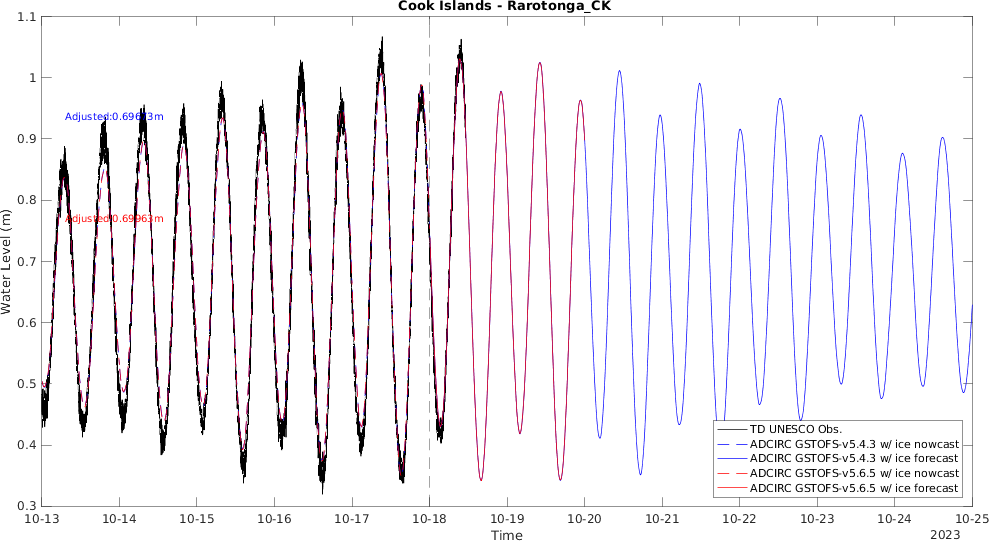 Cook Islands - Rarotonga_CK
1.1
1
0.9
0.8
0.7
0.6
0.5
0.4
0.3
Water Level (m)
Adjusted:0.69643m
Adjusted:0.69963m
TD UNESCO Obs.
ADCIRC GSTOFS-v5.4.3 w/ ice nowcast
ADCIRC GSTOFS-v5.4.3 w/ ice forecast
ADCIRC GSTOFS-v5.6.5 w/ ice nowcast
ADCIRC GSTOFS-v5.6.5 w/ ice forecast
10-13 10-14 10-15 10-16 10-17 10-18 10-19 10-20 10-21 10-22 10-23 10-24 10-25
Time
2023